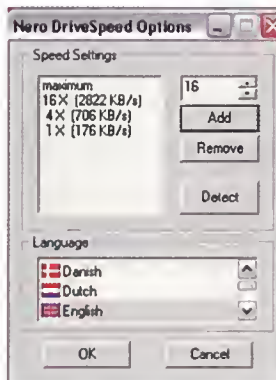 Nero DriveSpeed Options
Speed Settings
maximum
16X (2822 KB/s)
4X (706 KB/s)
1X (176 KB/s)
16
Add
Remove
Detect
Language
Danish
Dutch
English
OK
Cancel